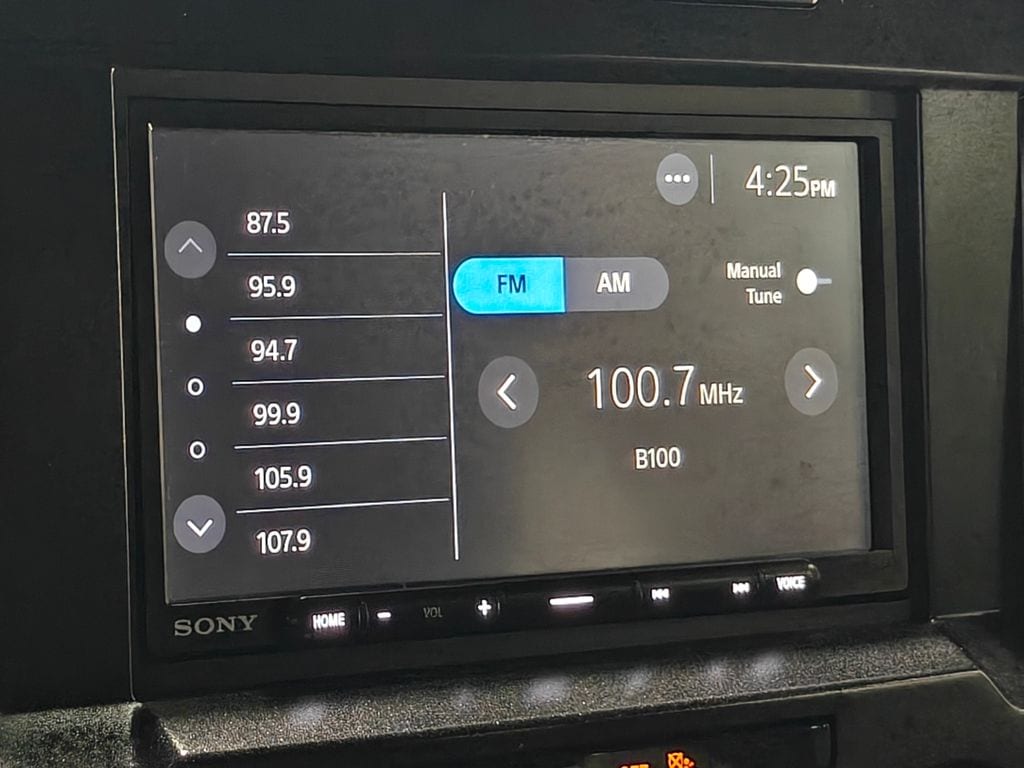 4:25PM
87.5
95.9
94.7
99.9
105.9
107.9
FM
AM
Manual
Tune
100.7 MHz
B100
SONY
HOME
- VOL +
VOICE